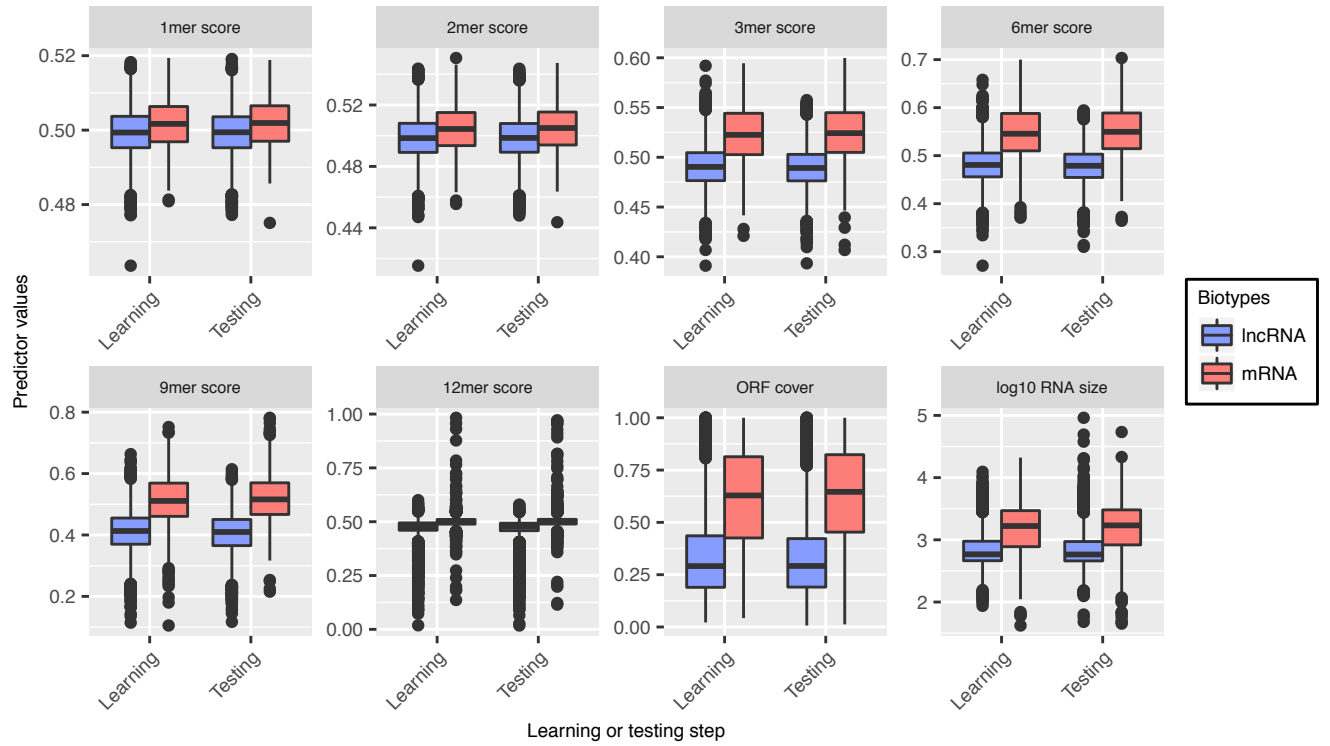 1mer score
2mer score
3mer score
6mer score
0.52
0.50
0.48
0.52
0.48
0.44
0.60
0.55
0.50
0.45
0.40
0.7
0.6
0.5
0.4
0.3
Learning
Testing
Learning
Testing
Learning
Testing
Learning
Testing
Predictor values
9mer score
12mer score
ORF cover
log10 RNA size
0.8
0.6
0.4
0.2
1.00
0.75
0.50
0.25
0.00
1.00
0.75
0.50
0.25
0.00
5
4
3
2
Learning
Testing
Learning
Testing
Learning
Testing
Learning
Testing
Learning or testing step
Biotypes
lncRNA
mRNA